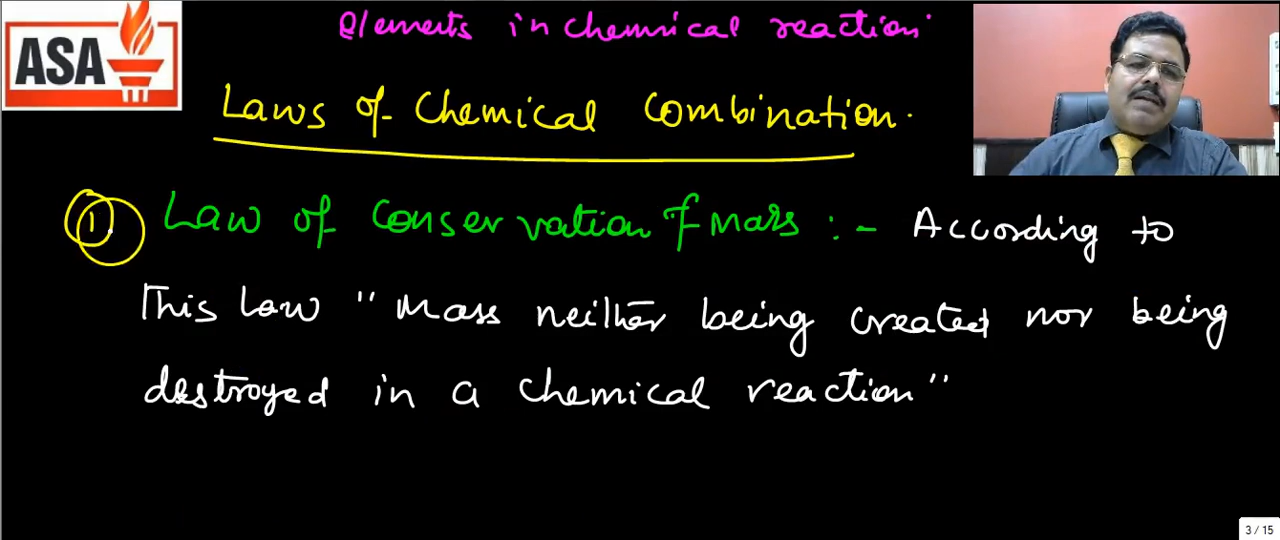 Elements in chemical reaction
ASA
Laws of Chemical Combination.
① Law of conservation of mass :- According to
This law " Mass neither being created nor being
destroyed in a chemical reaction "
3 / 15